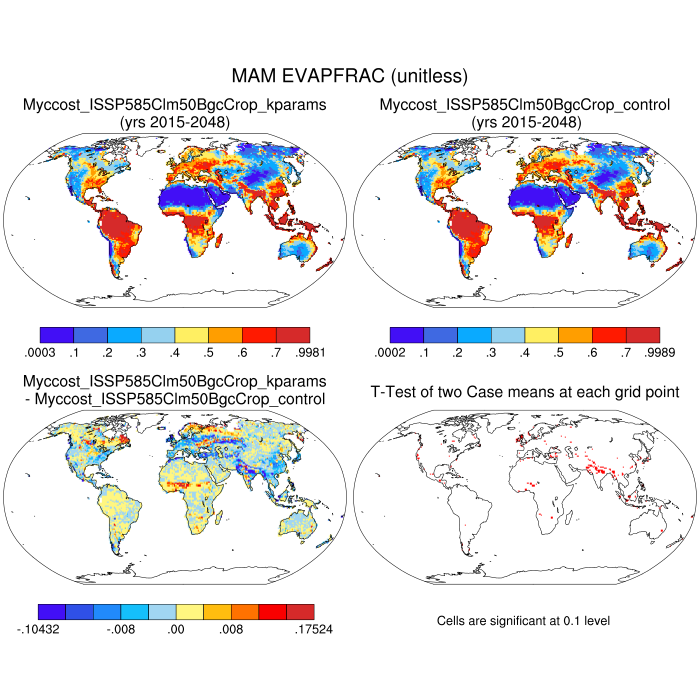 MAM EVAPFRAC (unitless)
Myccost_ISSP585Clm50BgcCrop_kparams
(yrs 2015-2048)
Myccost_ISSP585Clm50BgcCrop_control
(yrs 2015-2048)
.0003 .1 .2 .3 .4 .5 .6 .7 .9981
.0002 .1 .2 .3 .4 .5 .6 .7 .9989
Myccost_ISSP585Clm50BgcCrop_kparams
- Myccost_ISSP585Clm50BgcCrop_control
T-Test of two Case means at each grid point
-.10432 -.008 .00 .008 .17524
Cells are significant at 0.1 level